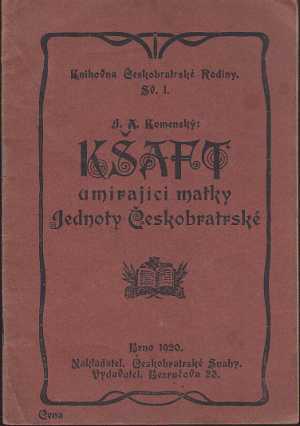 Knihovna Českobratrské Rodiny.
Sv. 1.
J. A. Komenský:
KŠAFT
umirajici matky
Jednoty Českobratrské
Brno 1920.
Nakladatel. Českobratrské Snahy.
Vydavatel. Bezručova 23.
Cena